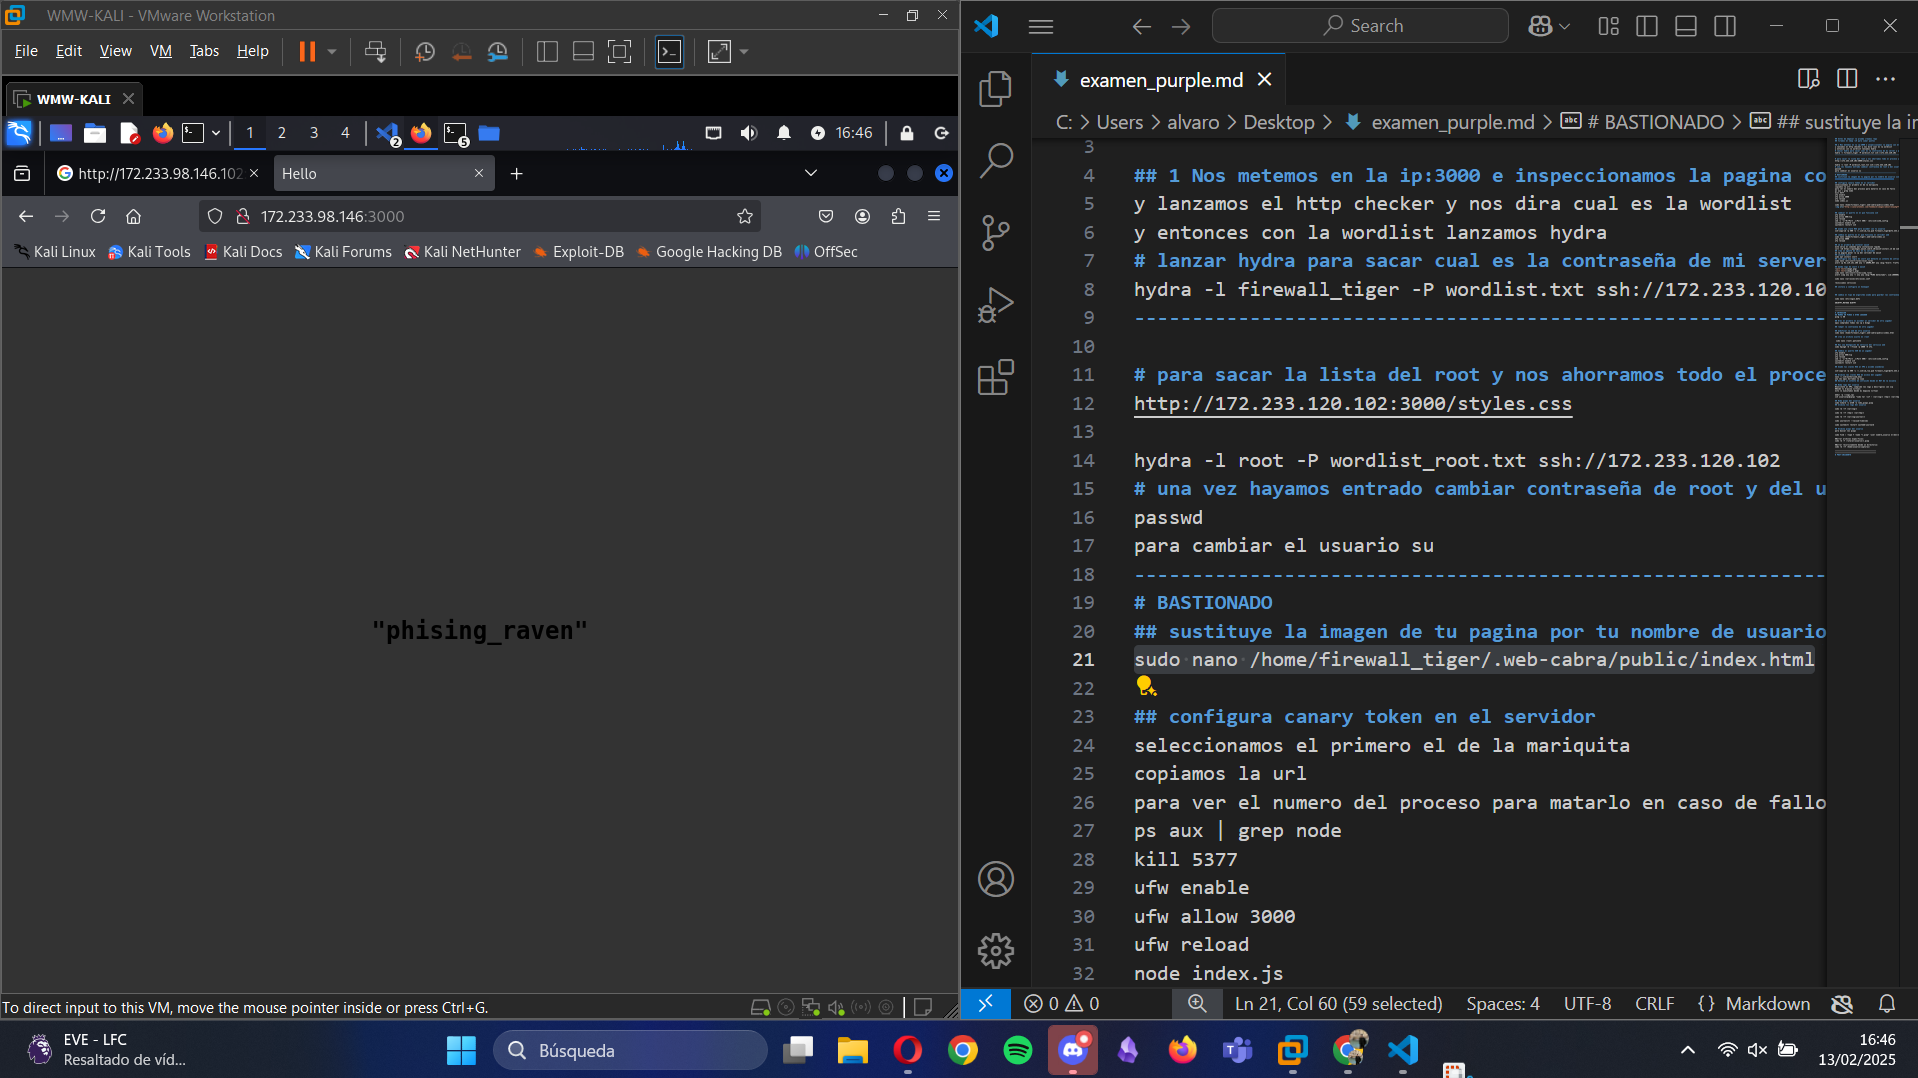 WMW-KALI - VMware Workstation
File Edit View VM Tabs Help
WMW-KALI
1 2 3 4 2 5 16:46
http://172.233.98.146.102
Hello
172.233.98.146:3000
Kali Linux Kali Tools Kali Docs Kali Forums Kali NetHunter Exploit-DB Google Hacking DB OffSec
"phising_raven"
To direct input to this VM, move the mouse pointer inside or press Ctrl+G.
Search
examen_purple.md
C: > Users > alvaro > Desktop > examen_purple.md > # BASTIONADO > ## sustituye la in
3
4 ## 1 Nos metemos en la ip:3000 e inspeccionamos la pagina co
5 y lanzamos el http checker y nos dira cual es la wordlist
6 y entonces con la wordlist lanzamos hydra
7 # lanzar hydra para sacar cual es la contraseña de mi server
8 hydra -l firewall_tiger -P wordlist.txt ssh://172.233.120.10
9 ------------------------------------------------------------
10
11 # para sacar la lista del root y nos ahorramos todo el proce
12 http://172.233.120.102:3000/styles.css
13
14 hydra -l root -P wordlist_root.txt ssh://172.233.120.102
15 # una vez hayamos entrado cambiar contraseña de root y del u
16 passwd
17 para cambiar el usuario su
18 ------------------------------------------------------------
19 # BASTIONADO
20 ## sustituye la imagen de tu pagina por tu nombre de usuario
21 sudo nano /home/firewall_tiger/.web-cabra/public/index.html
22
23 ## configura canary token en el servidor
24 seleccionamos el primero el de la mariquita
25 copiamos la url
26 para ver el numero del proceso para matarlo en caso de fallo
27 ps aux | grep node
28 kill 5377
29 ufw enable
30 ufw allow 3000
31 ufw reload
32 node index.js
0 0 Ln 21, Col 60 (59 selected) Spaces: 4 UTF-8 CRLF {} Markdown
EVE - LFC
Resaltado de víd...
Búsqueda
16:46
13/02/2025